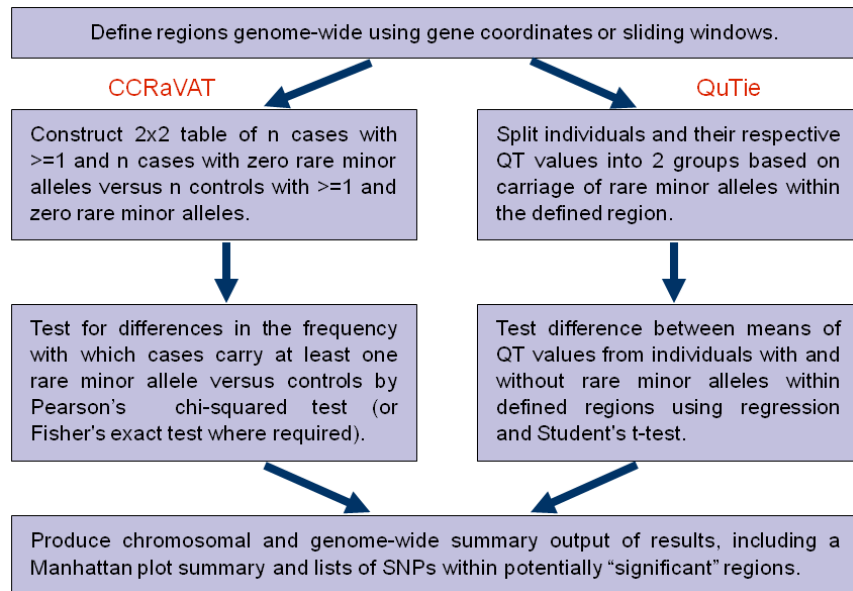 Define regions genome-wide using gene coordinates or sliding windows.
CCRaVAT
QuTie
Construct 2x2 table of n cases with
>=1 and n cases with zero rare minor
alleles versus n controls with >=1 and
zero rare minor alleles.
Split individuals and their respective
QT values into 2 groups based on
carriage of rare minor alleles within
the defined region.
Test for differences in the frequency
with which cases carry at least one
rare minor allele versus controls by
Pearson's chi-squared test (or
Fisher's exact test where required).
Test difference between means of
QT values from individuals with and
without rare minor alleles within
defined regions using regression
and Student's t-test.
Produce chromosomal and genome-wide summary output of results, including a
Manhattan plot summary and lists of SNPs within potentially “significant” regions.